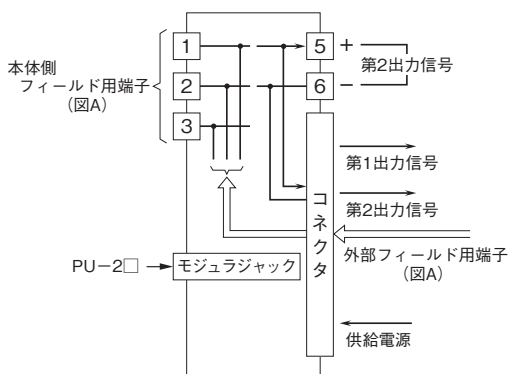 本体側
フィールド用端子
（図A）
1
2
3
5
+
6
−
第2出力信号
コネクタ
第1出力信号
第2出力信号
外部フィールド用端子
（図A）
供給電源
PU−2□
モジュラジャック